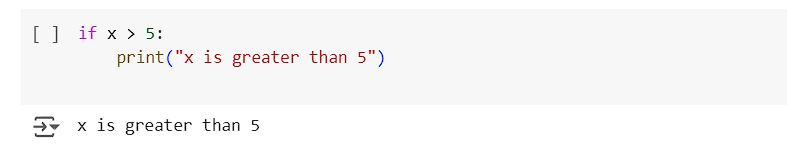 [ ] if x > 5:
        print("x is greater than 5")
x is greater than 5